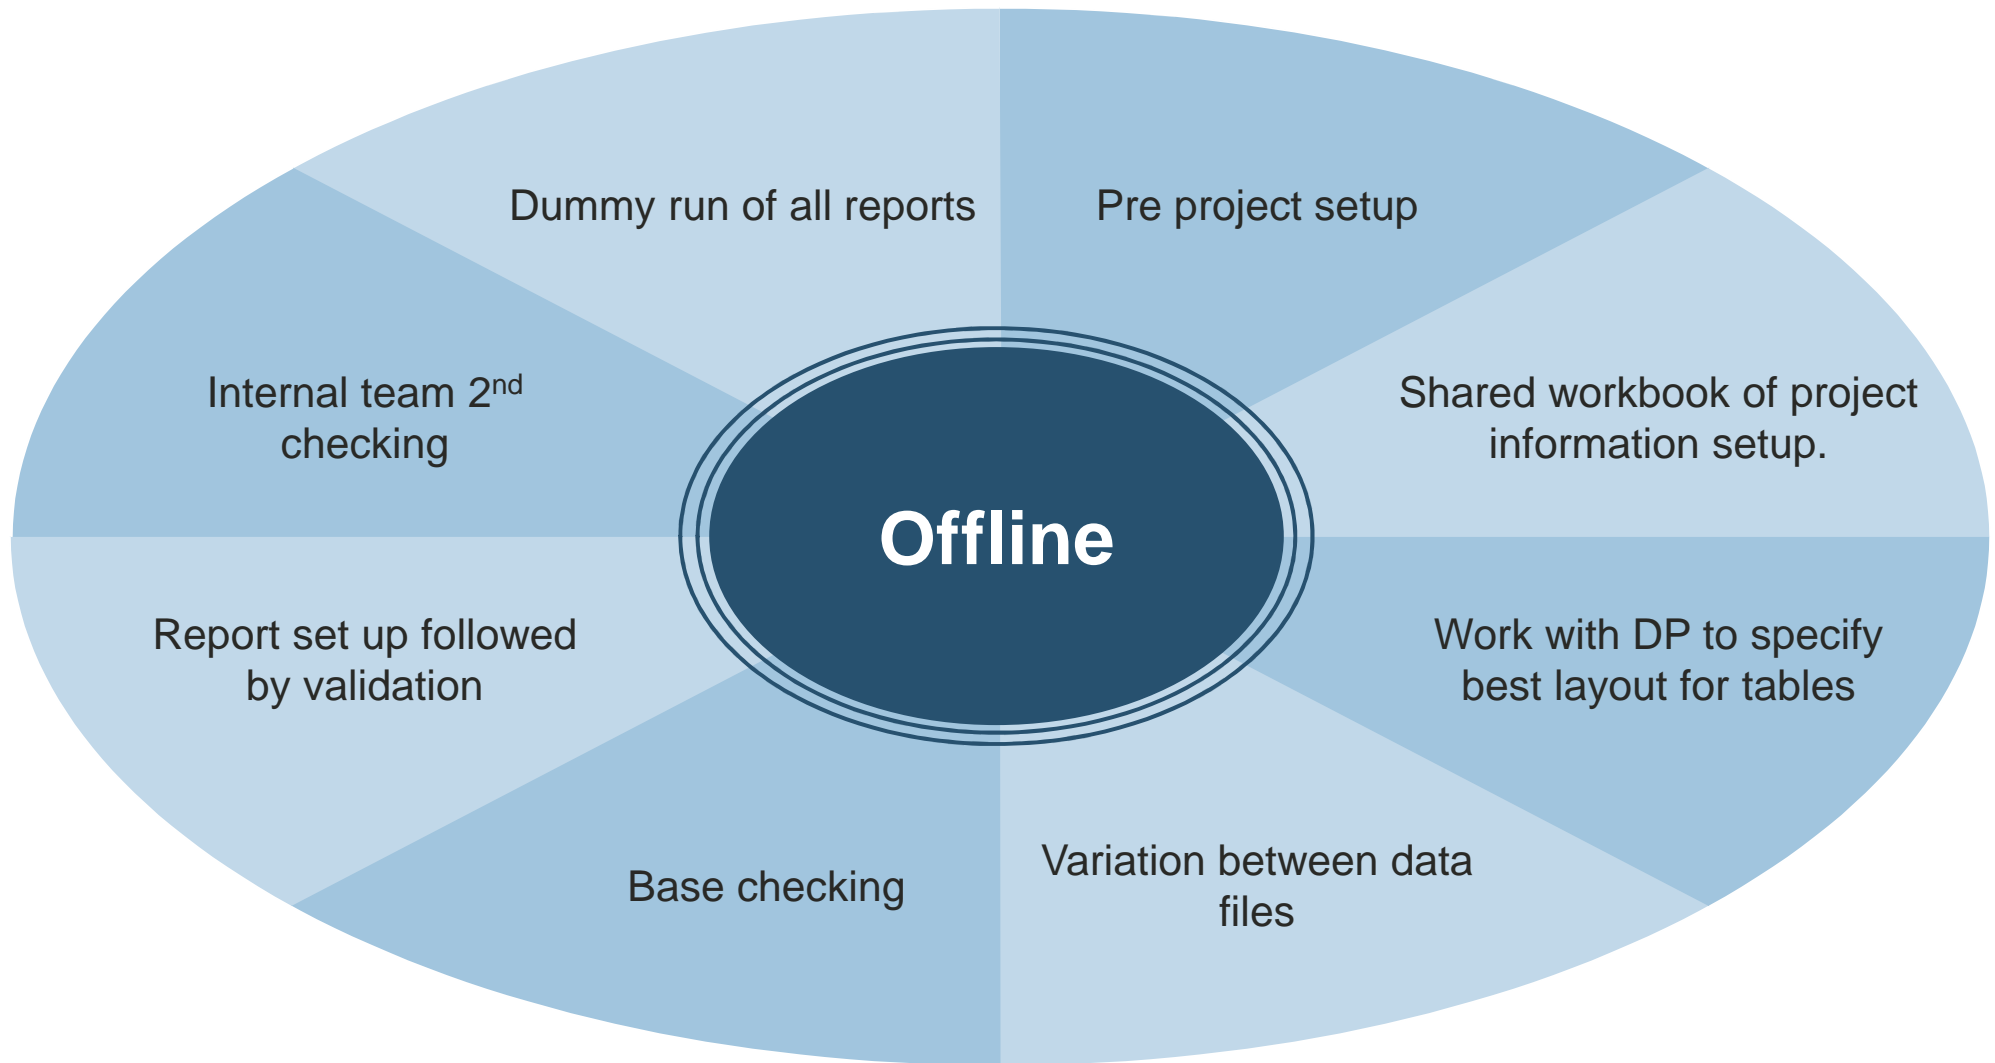 Dummy run of all reports
Pre project setup
Internal team 2nd
checking
Shared workbook of project
information setup.
Offline
Report set up followed
by validation
Work with DP to specify
best layout for tables
Base checking
Variation between data
files